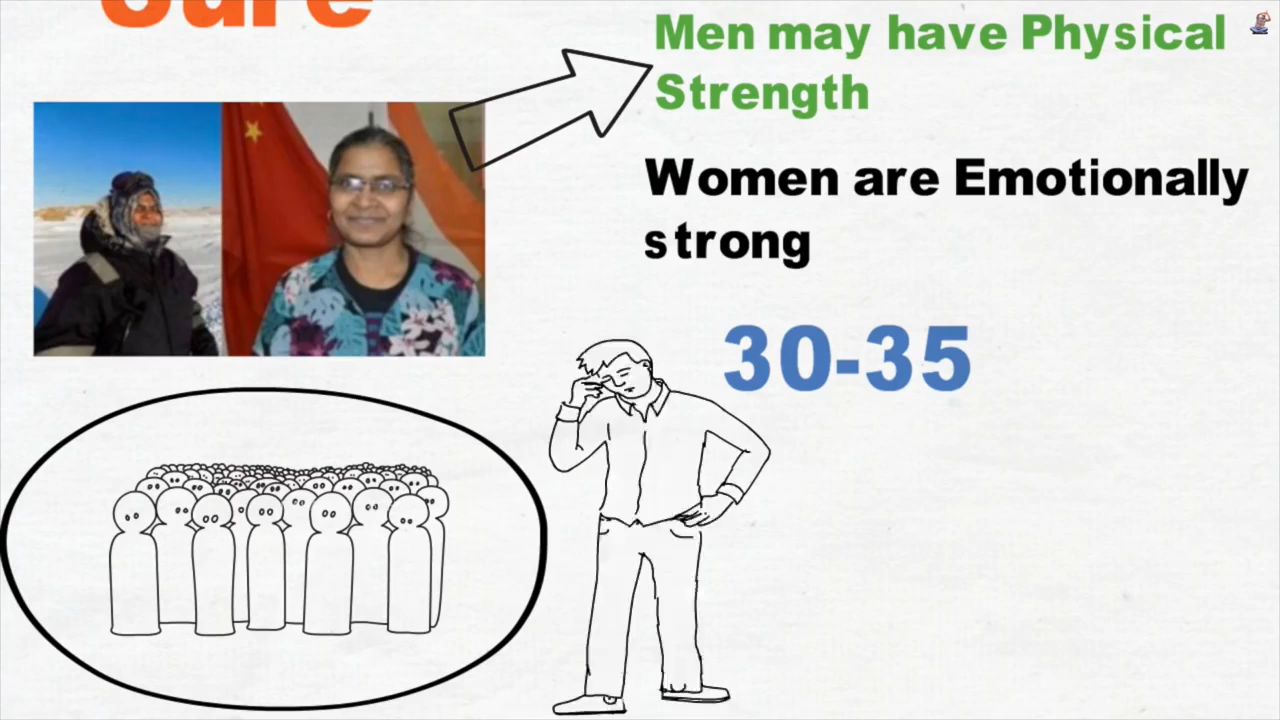 Men may have Physical
Strength
Women are Emotionally
strong
30-35